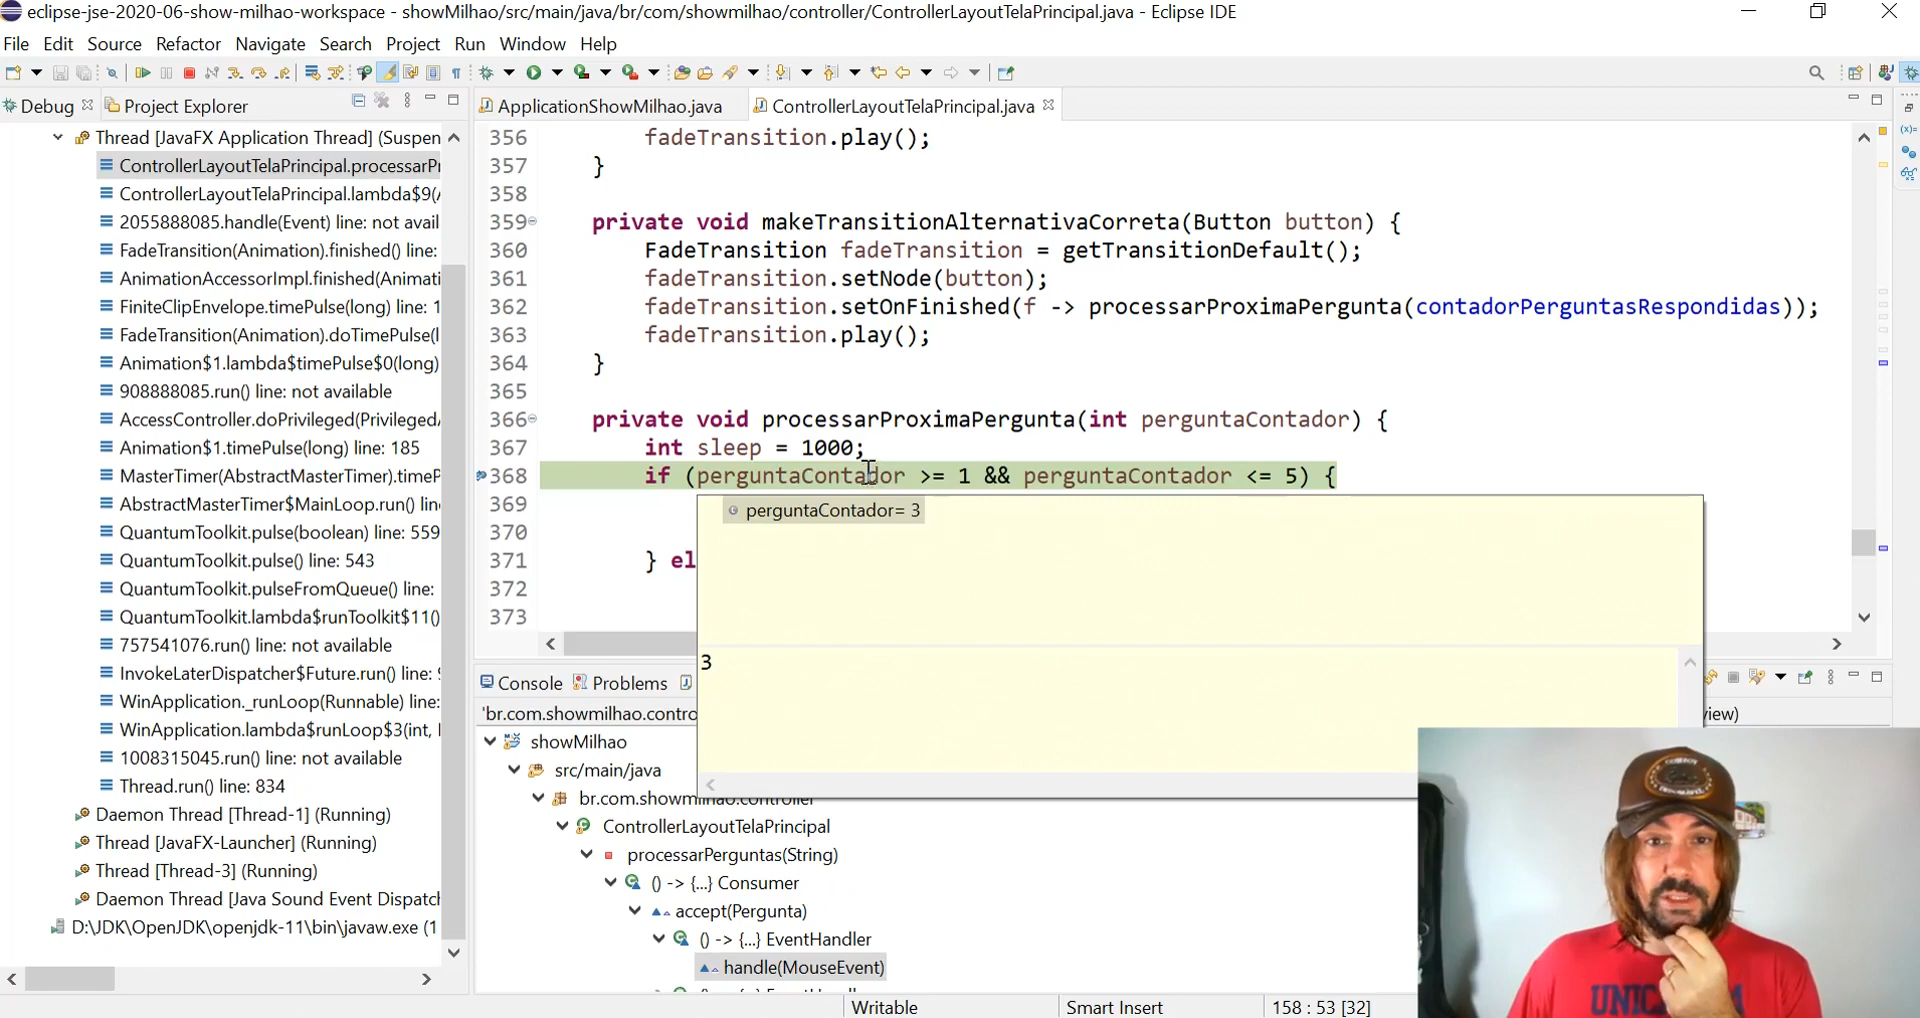 eclipse-jse-2020-06-show-milhao-workspace - showMilhao/src/main/java/br/com/showmilhao/controller/ControllerLayoutTelaPrincipal.java - Eclipse IDE
File Edit Source Refactor Navigate Search Project Run Window Help
Debug Project Explorer
Thread [JavaFX Application Thread] (Suspen
ControllerLayoutTelaPrincipal.processarPr
ControllerLayoutTelaPrincipal.lambda$9(
2055888085.handle(Event) line: not avail
FadeTransition(Animation).finished() line:
AnimationAccessorImpl.finished(Animati
FiniteClipEnvelope.timePulse(long) line: 1
FadeTransition(Animation).doTimePulse(l
Animation$1.lambda$timePulse$0(long)
908888085.run() line: not available
AccessController.doPrivileged(PrivilegedA
Animation$1.timePulse(long) line: 185
MasterTimer(AbstractMasterTimer).timeP
AbstractMasterTimer$MainLoop.run() lin
QuantumToolkit.pulse(boolean) line: 559
QuantumToolkit.pulse() line: 543
QuantumToolkit.pulseFromQueue() line:
QuantumToolkit.lambda$runToolkit$11()
757541076.run() line: not available
InvokeLaterDispatcher$Future.run() line: 9
WinApplication._runLoop(Runnable) line:
WinApplication.lambda$runLoop$3(int,
1008315045.run() line: not available
Thread.run() line: 834
Daemon Thread [Thread-1] (Running)
Thread [JavaFX-Launcher] (Running)
Thread [Thread-3] (Running)
Daemon Thread [Java Sound Event Dispatch
D:\JDK\OpenJDK\openjdk-11\bin\javaw.exe (1
ApplicationShowMilhao.java ControllerLayoutTelaPrincipal.java
356 fadeTransition.play();
357 }
358
359 private void makeTransitionAlternativaCorreta(Button button) {
360 FadeTransition fadeTransition = getTransitionDefault();
361 fadeTransition.setNode(button);
362 fadeTransition.setOnFinished(f -> processarProximaPergunta(contadorPerguntasRespondidas));
363 fadeTransition.play();
364 }
365
366 private void processarProximaPergunta(int perguntaContador) {
367 int sleep = 1000;
368 if (perguntaContador >= 1 && perguntaContador <= 5) {
369
370
371 } el
372
373
perguntaContador= 3
3
Console Problems
'br.com.showmilhao.contro
iew)
showMilhao
src/main/java
br.com.showmilhao.controller
ControllerLayoutTelaPrincipal
processarPerguntas(String)
() -> {...} Consumer
accept(Pergunta)
() -> {...} EventHandler
handle(MouseEvent)
Writable Smart Insert 158 : 53 [32]